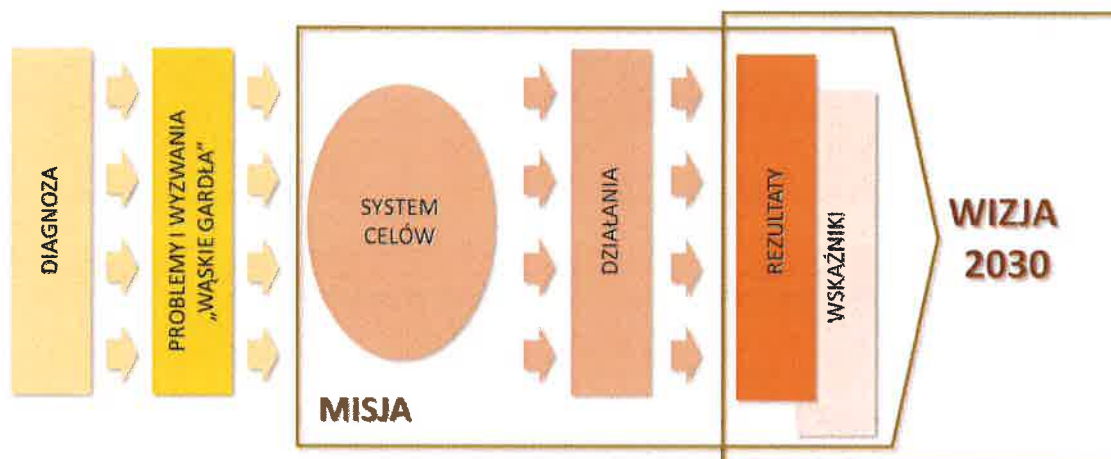 DIAGNOZA
PROBLEMY I WYZWANIA
„WĄSKIE GARDŁA”
SYSTEM
CELÓW
DZIAŁANIA
REZULTATY
WSKAŹNIKI
MISJA
WIZJA
2030